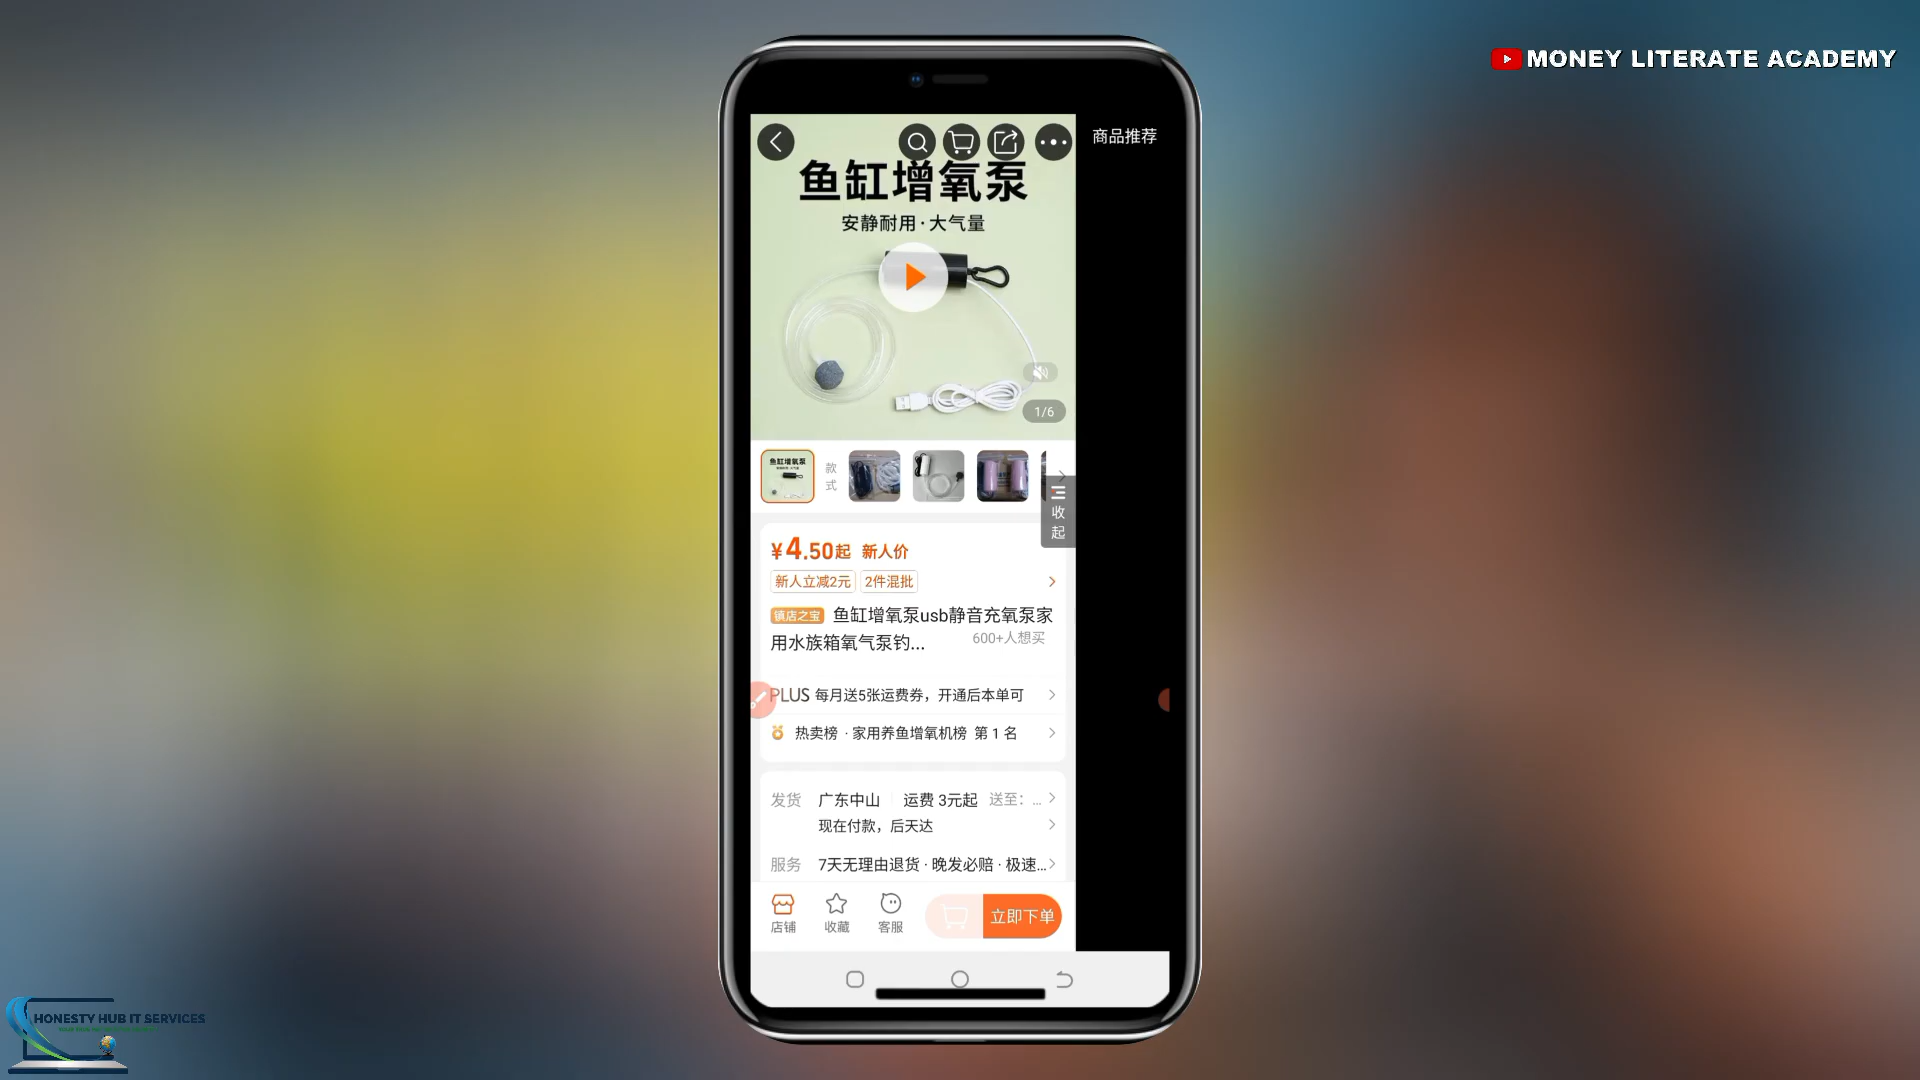 MONEY LITERATE ACADEMY
商品推荐
鱼缸增氧泵
安静耐用·大气量
1/6
鱼缸增氧泵
款式
收起
¥4.50起 新人价
新人立减2元 2件混批
镇店之宝 鱼缸增氧泵usb静音充氧泵家
用水族箱氧气泵钓... 600+人想买
PLUS 每月送5张运费券，开通后本单可
热卖榜 · 家用养鱼增氧机榜 第1名
发货 广东中山 运费 3元起 送至：...
现在付款，后天达
服务 7天无理由退货 · 晚发必赔 · 极速...
店铺 收藏 客服 立即下单
HONESTY HUB IT SERVICES